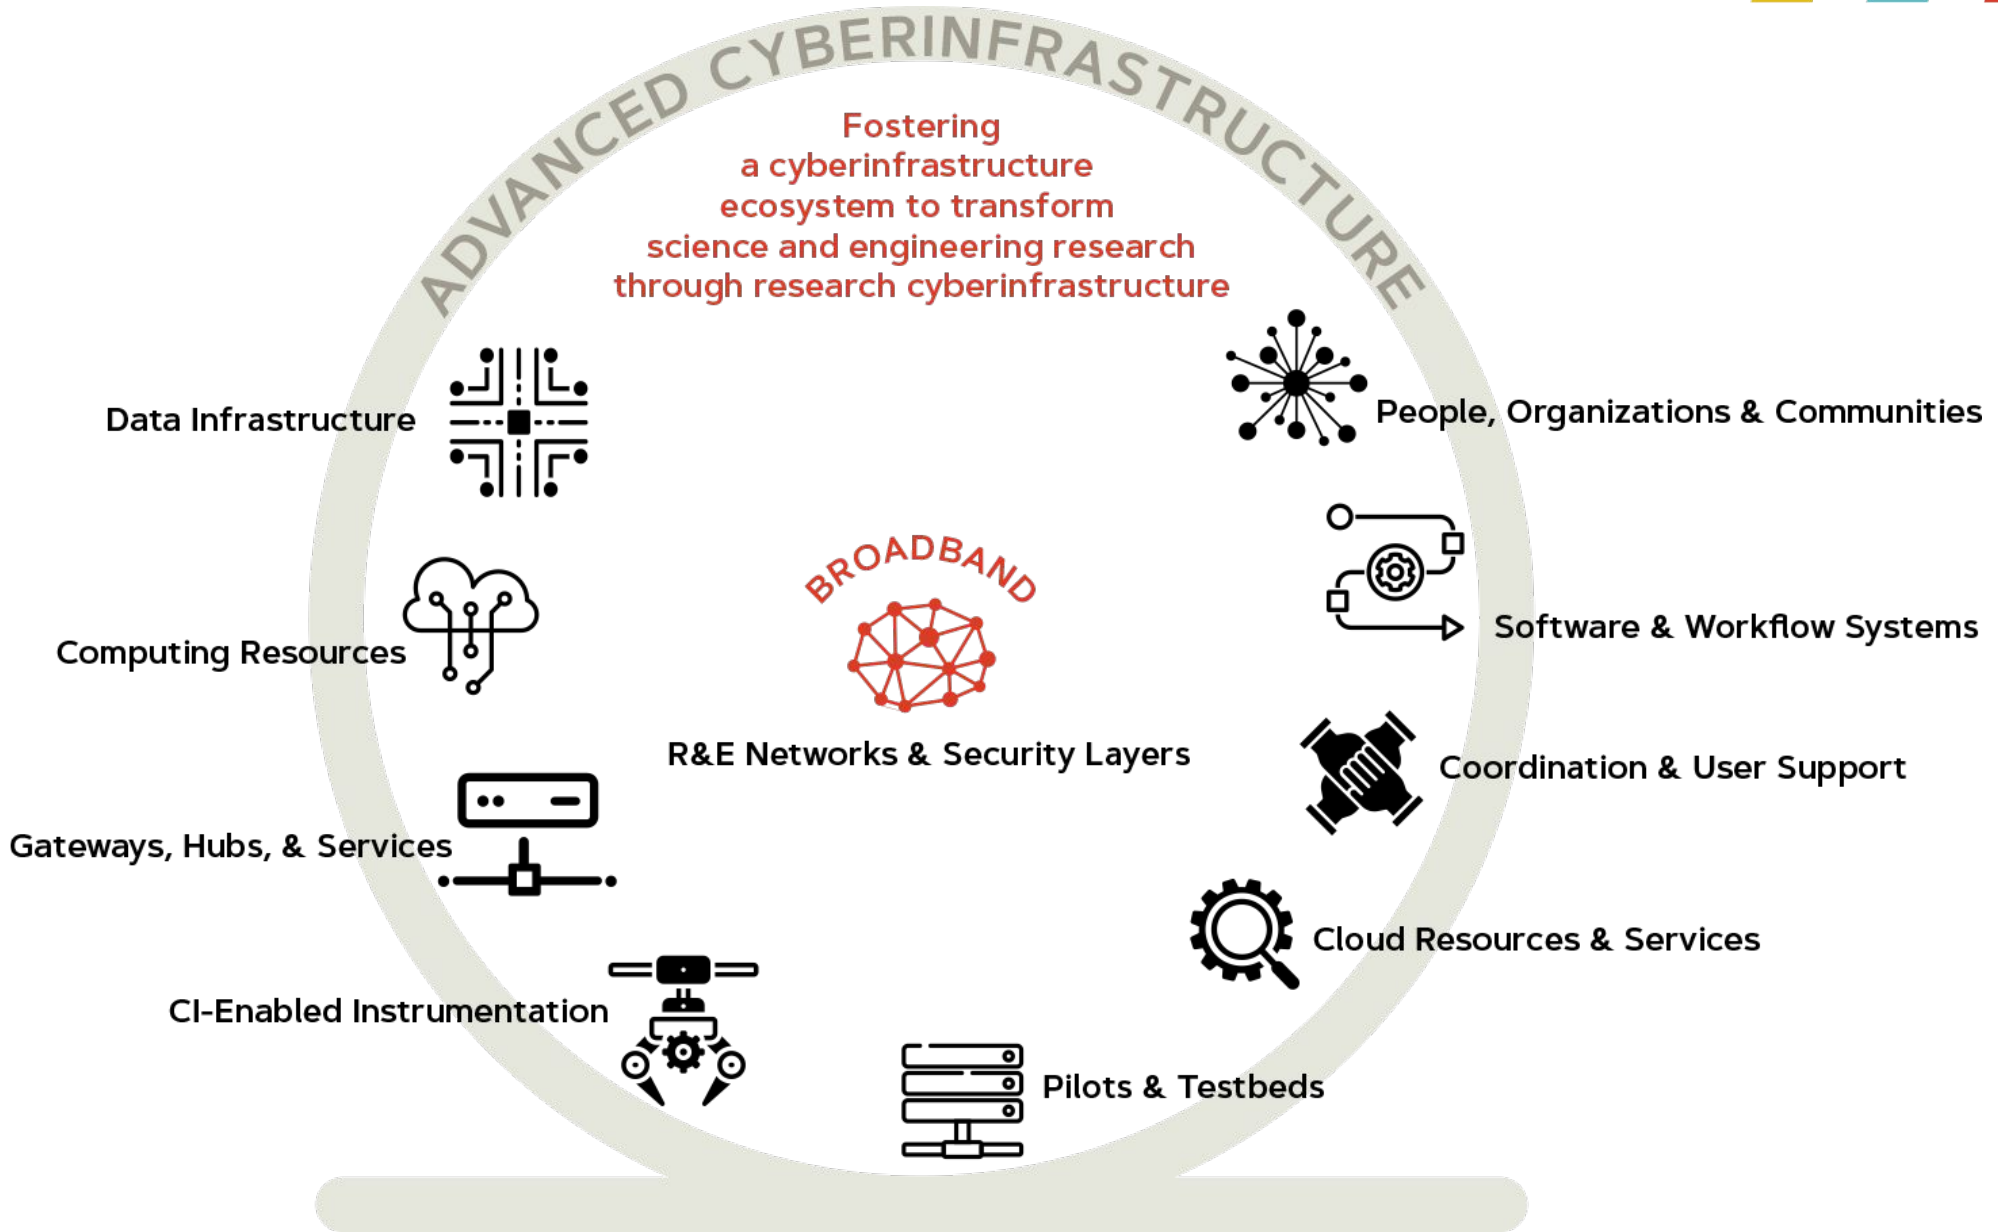 ADVANCED CYBERINFRASTRUCTURE
Fostering
a cyberinfrastructure
ecosystem to transform
science and engineering research
through research cyberinfrastructure
Data Infrastructure
People, Organizations & Communities
BROADBAND
Computing Resources
Software & Workflow Systems
R&E Networks & Security Layers
Coordination & User Support
Gateways, Hubs, & Services
Cloud Resources & Services
CI-Enabled Instrumentation
Pilots & Testbeds